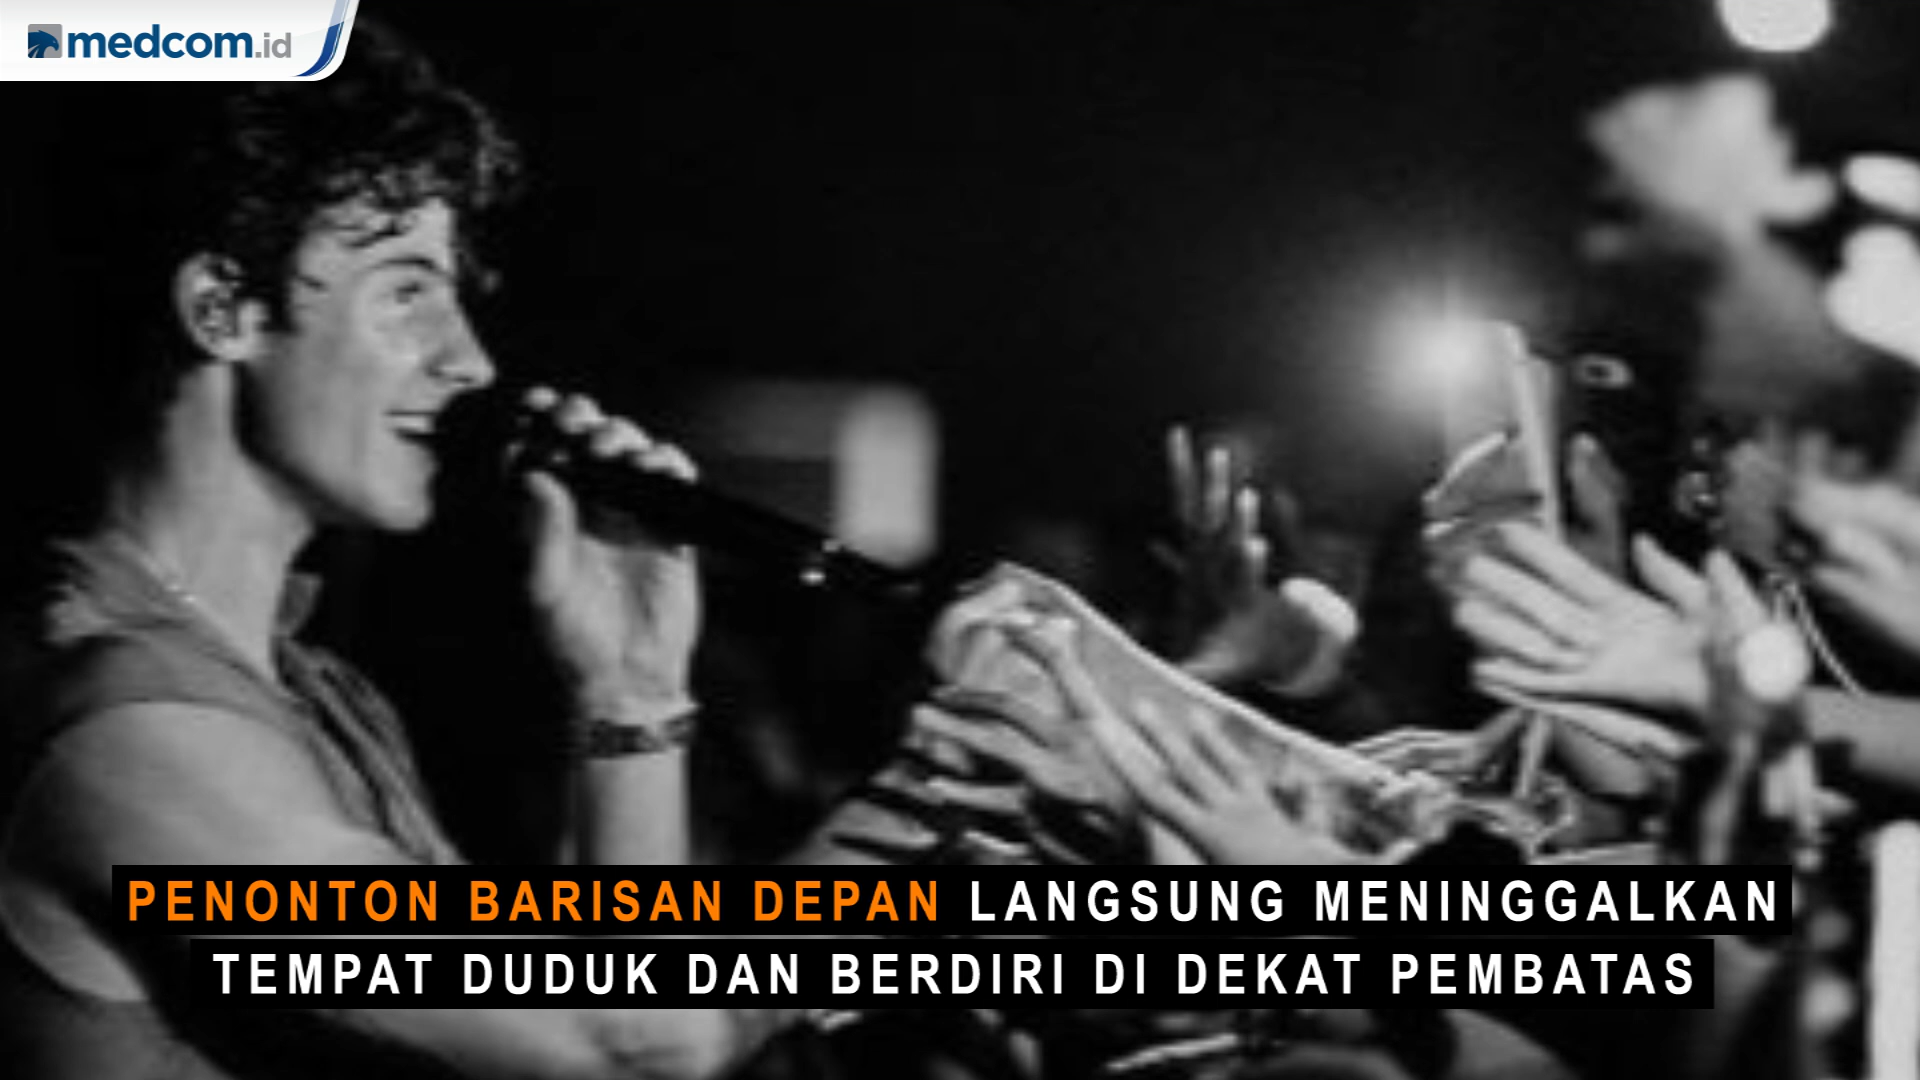 medcom.id
PENONTON BARISAN DEPAN LANGSUNG MENINGGALKAN
TEMPAT DUDUK DAN BERDIRI DI DEKAT PEMBATAS